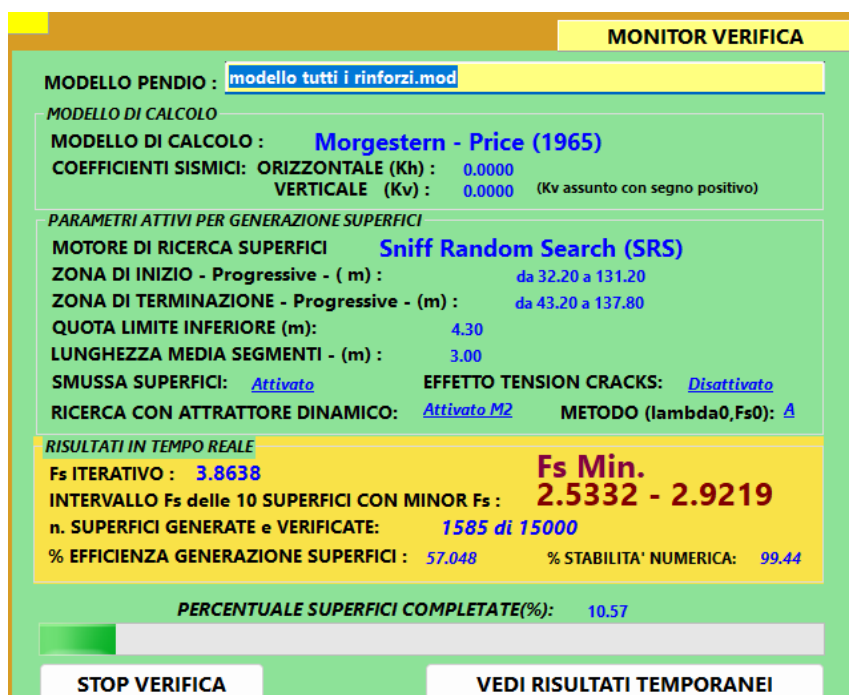 MONITOR VERIFICA
MODELLO PENDIO : modello tutti i rinforzi.mod
MODELLO DI CALCOLO
MODELLO DI CALCOLO : Morgestern - Price (1965)
COEFFICIENTI SISMICI: ORIZZONTALE (Kh) : 0.0000
VERTICALE (Kv) : 0.0000 (Kv assunto con segno positivo)
PARAMETRI ATTIVI PER GENERAZIONE SUPERFICI
MOTORE DI RICERCA SUPERFICI Sniff Random Search (SRS)
ZONA DI INIZIO - Progressive - ( m) : da 32.20 a 131.20
ZONA DI TERMINAZIONE - Progressive - (m) : da 43.20 a 137.80
QUOTA LIMITE INFERIORE (m): 4.30
LUNGHEZZA MEDIA SEGMENTI - (m) : 3.00
SMUSSA SUPERFICI: Attivato EFFETTO TENSION CRACKS: Disattivato
RICERCA CON ATTRATTORE DINAMICO: Attivato M2 METODO (lambda0,Fs0): A
RISULTATI IN TEMPO REALE
Fs ITERATIVO : 3.8638 Fs Min.
INTERVALLO Fs delle 10 SUPERFICI CON MINOR Fs : 2.5332 - 2.9219
n. SUPERFICI GENERATE e VERIFICATE: 1585 di 15000
% EFFICIENZA GENERAZIONE SUPERFICI : 57.048 % STABILITA' NUMERICA: 99.44
PERCENTUALE SUPERFICI COMPLETATE(%): 10.57
STOP VERIFICA VEDI RISULTATI TEMPORANEI